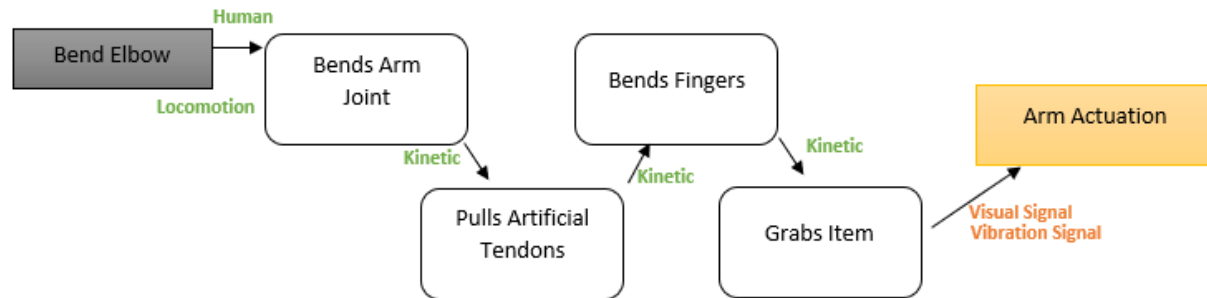 Human
Bend Elbow
Locomotion
Bends Arm
Joint
Kinetic
Pulls Artificial
Tendons
Kinetic
Bends Fingers
Kinetic
Grabs Item
Visual Signal
Vibration Signal
Arm Actuation